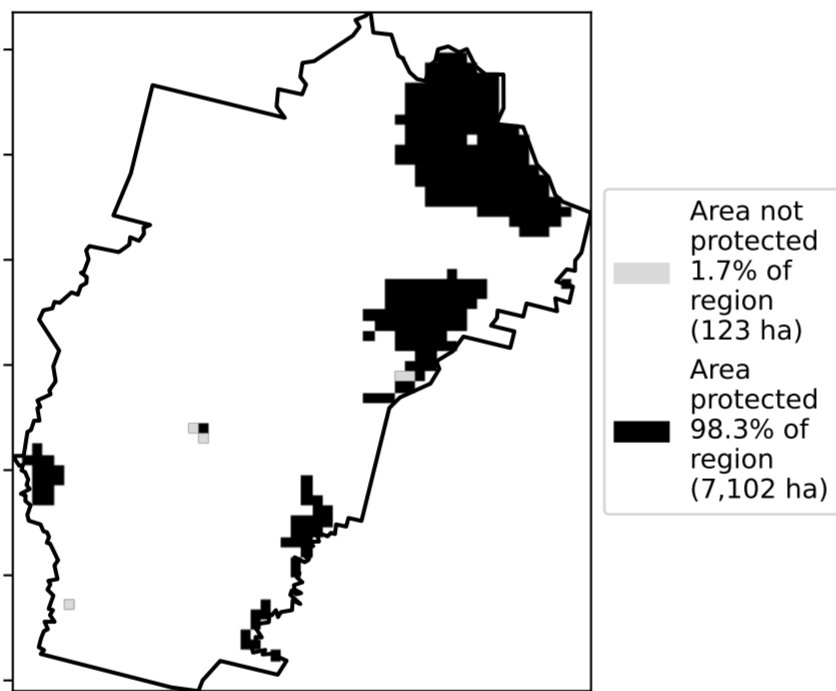 Area not
protected
1.7% of
region
(123 ha)
Area
protected
98.3% of
region
(7,102 ha)